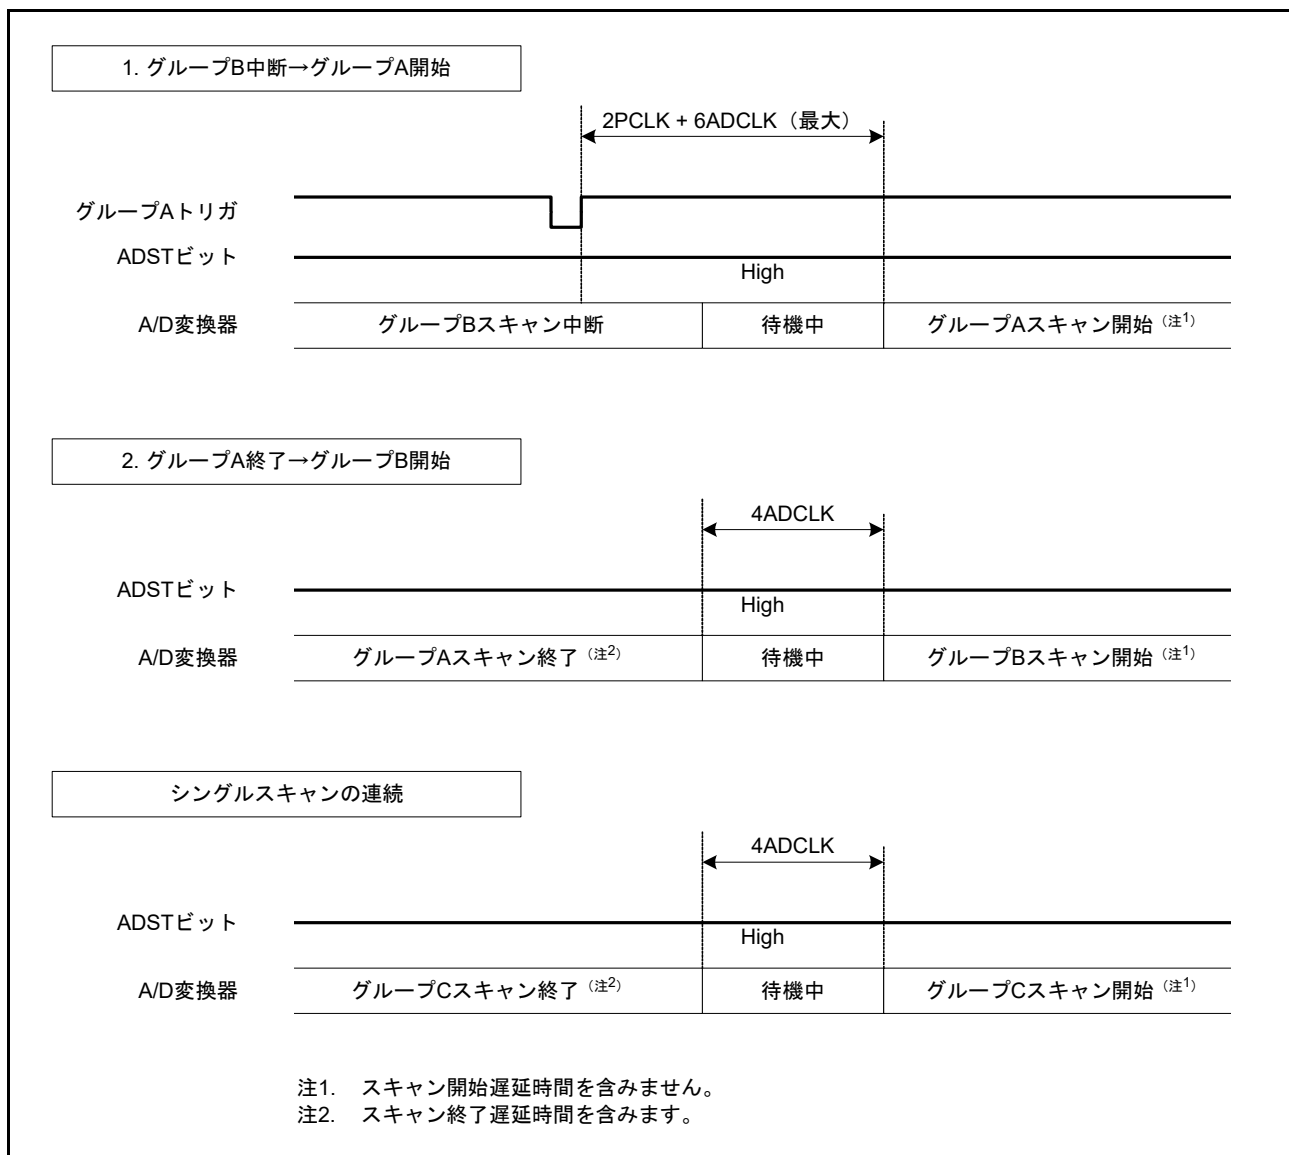 1. グループB中断→グループA開始
2PCLK + 6ADCLK（最大）
グループAトリガ
ADSTビット
High
A/D変換器
グループBスキャン中断
待機中
グループAスキャン開始（注1）
2. グループA終了→グループB開始
4ADCLK
ADSTビット
High
A/D変換器
グループAスキャン終了（注2）
待機中
グループBスキャン開始（注1）
シングルスキャンの連続
4ADCLK
ADSTビット
High
A/D変換器
グループCスキャン終了（注2）
待機中
グループCスキャン開始（注1）
注1. スキャン開始遅延時間を含みません。
注2. スキャン終了遅延時間を含みます。